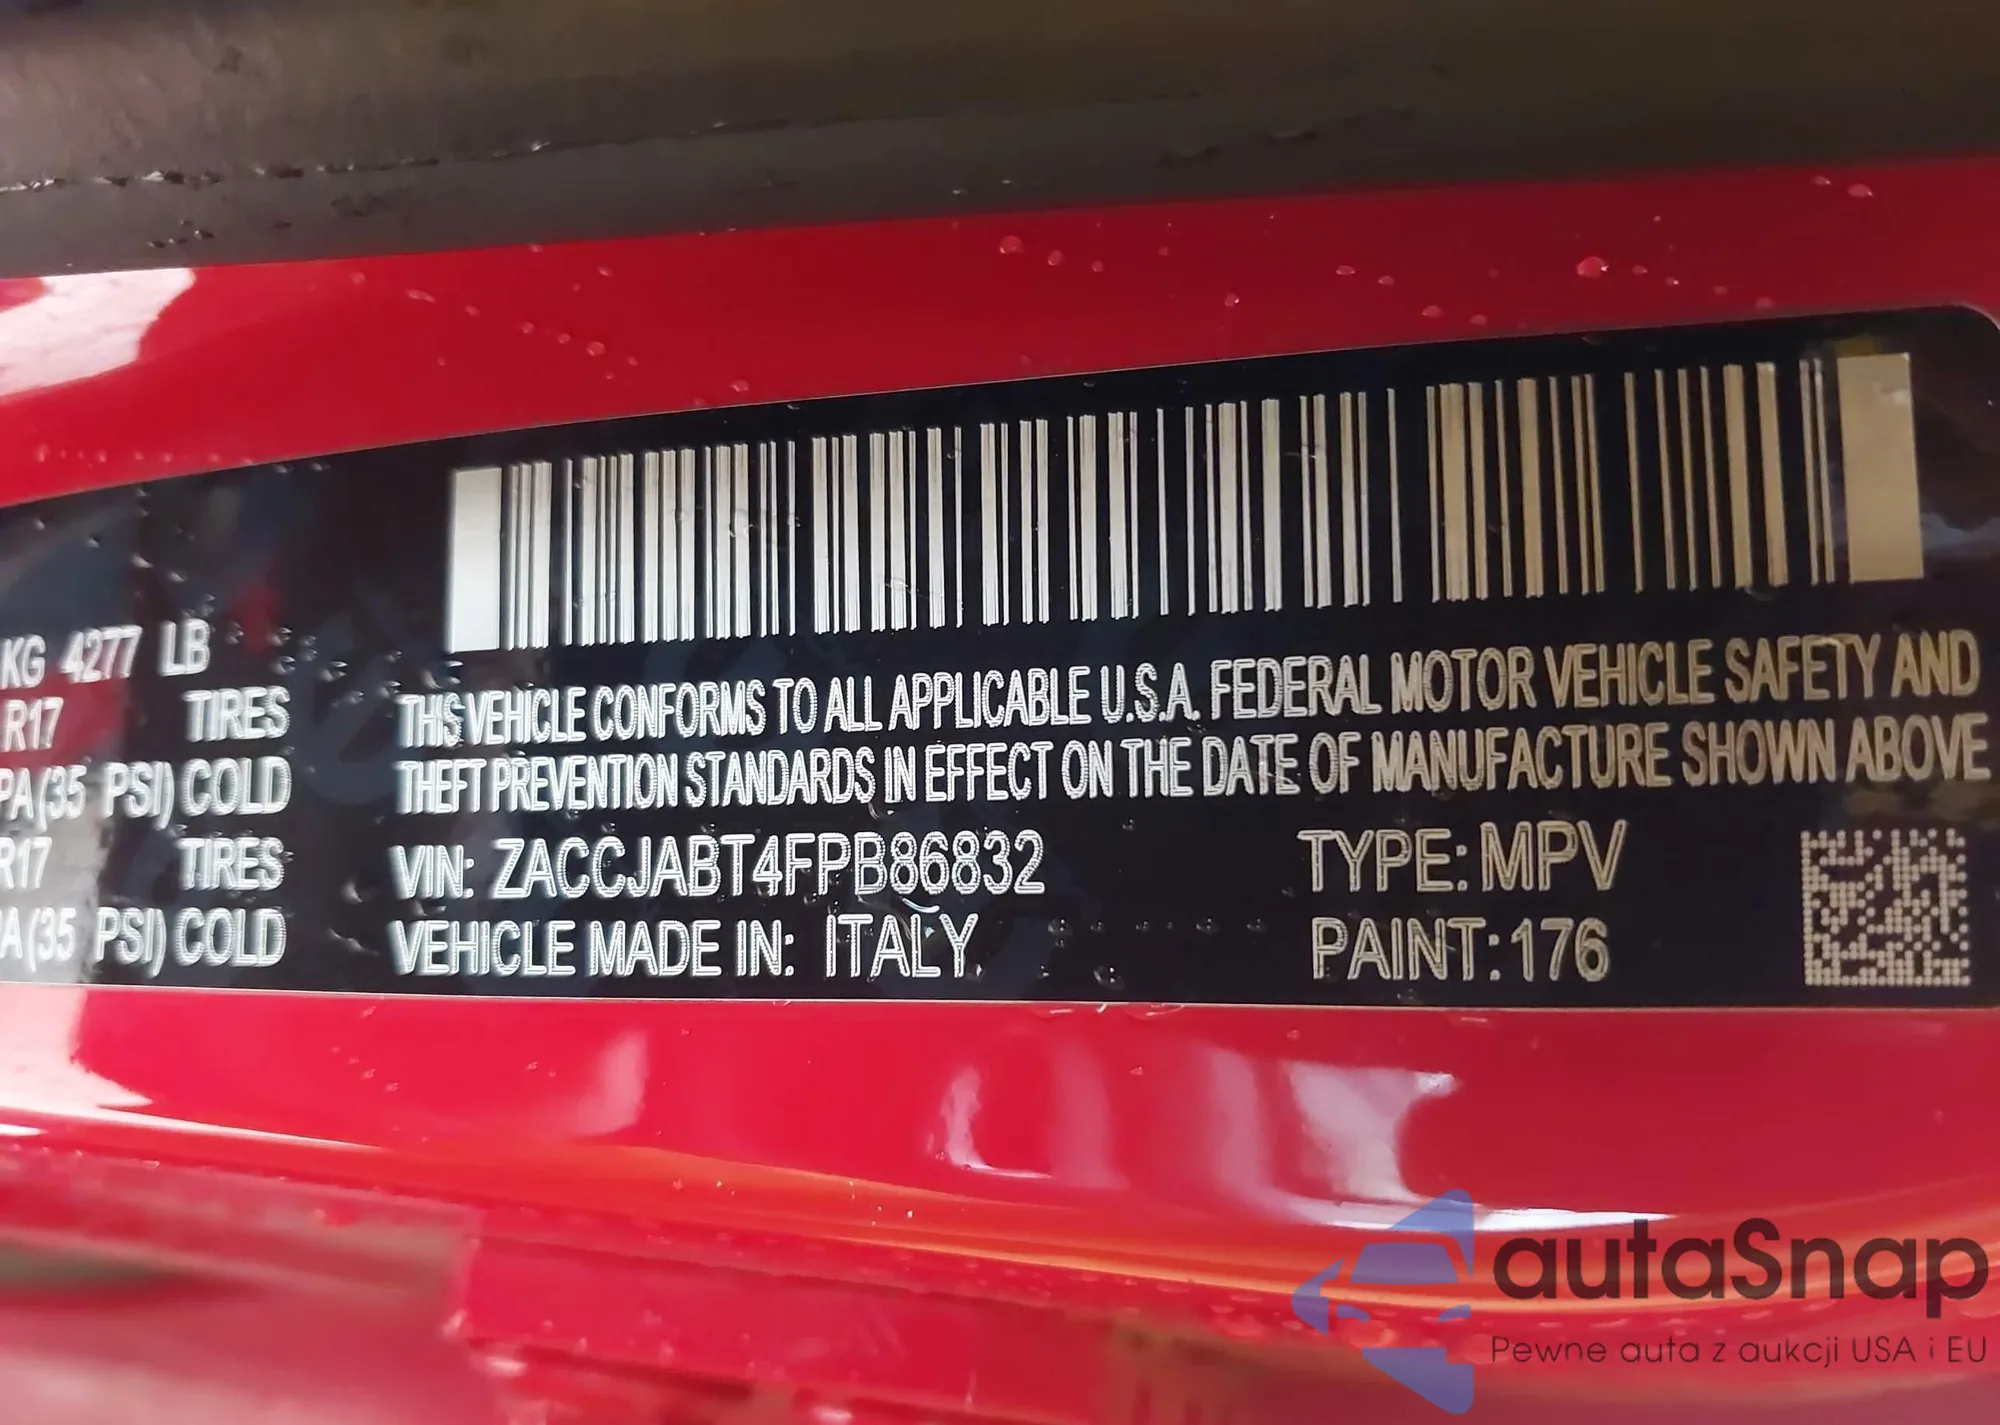 KG 4277 LB
R17 TIRES
PA (35 PSI) COLD
R17 TIRES
A (35 PSI) COLD
THIS VEHICLE CONFORMS TO ALL APPLICABLE U.S.A. FEDERAL MOTOR VEHICLE SAFETY AND
THEFT PREVENTION STANDARDS IN EFFECT ON THE DATE OF MANUFACTURE SHOWN ABOVE
VIN: ZACCJABT4FPB86832 TYPE: MPV
VEHICLE MADE IN: ITALY PAINT: 176
autaSnap
Pewne auta z aukcji USA i EU